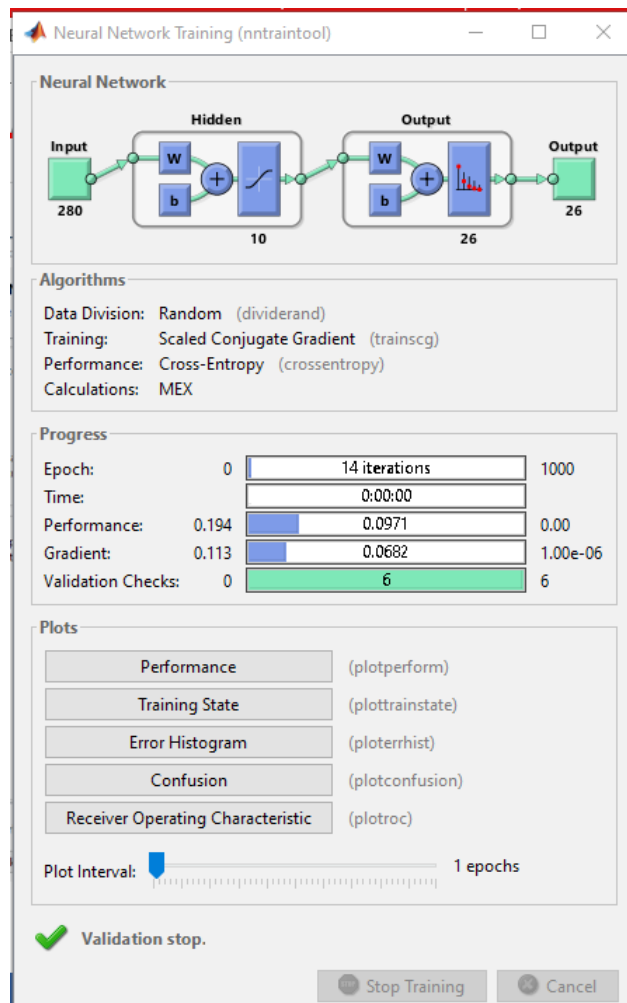 Neural Network Training (nntraintool)
Neural Network
Hidden
Output
Input
Output
W
b
+
W
b
+
280
10
26
26
Algorithms
Data Division: Random (dividerand)
Training: Scaled Conjugate Gradient (trainscg)
Performance: Cross-Entropy (crossentropy)
Calculations: MEX
Progress
Epoch: 0 14 iterations 1000
Time: 0:00:00
Performance: 0.194 0.0971 0.00
Gradient: 0.113 0.0682 1.00e-06
Validation Checks: 0 6 6
Plots
Performance (plotperform)
Training State (plottrainstate)
Error Histogram (ploterrhist)
Confusion (plotconfusion)
Receiver Operating Characteristic (plotroc)
Plot Interval: 1 epochs
Validation stop.
Stop Training Cancel